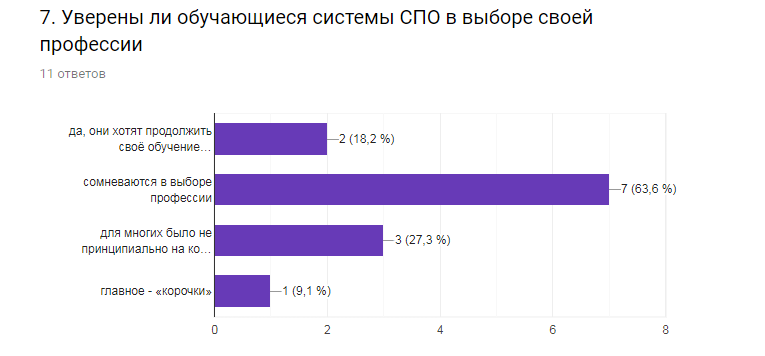 7. Уверены ли обучающиеся системы СПО в выборе своей
профессии
11 ответов
да, они хотят продолжить
своё обучение…
2 (18,2 %)
сомневаются в выборе
профессии
7 (63,6 %)
для многих было не
принципиально на ко…
3 (27,3 %)
главное - «корочки»
1 (9,1 %)
0 2 4 6 8